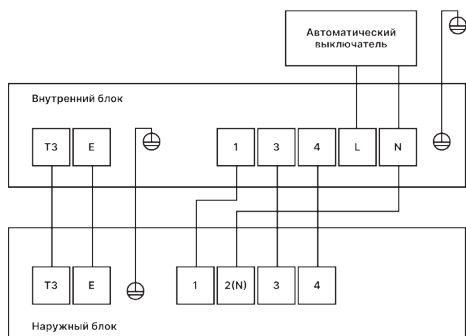 Автоматический
выключатель
Внутренний блок
T3 E 1 3 4 L N
T3 E 1 2(N) 3 4
Наружный блок